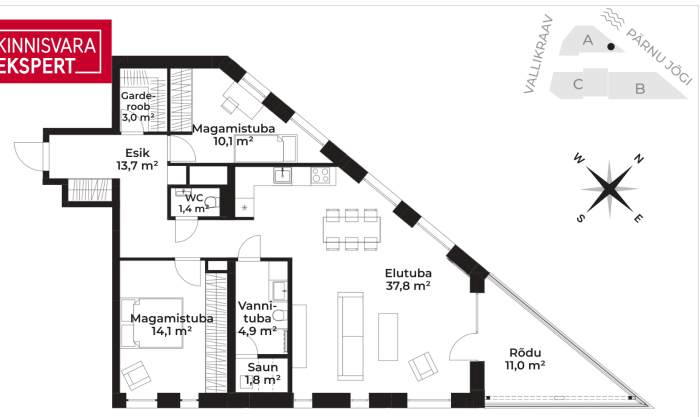 KINNISVARA
EKSPERT
VALLIKRAAV
PÄRNU JÕGI
A
C
B
Garde-
roob
3,0 m²
Magamistuba
10,1 m²
Esik
13,7 m²
WC
1,4 m²
W
N
S
E
Elutuba
37,8 m²
Magamistuba
14,1 m²
Vanni-
tuba
4,9 m²
Rõdu
11,0 m²
Saun
1,8 m²